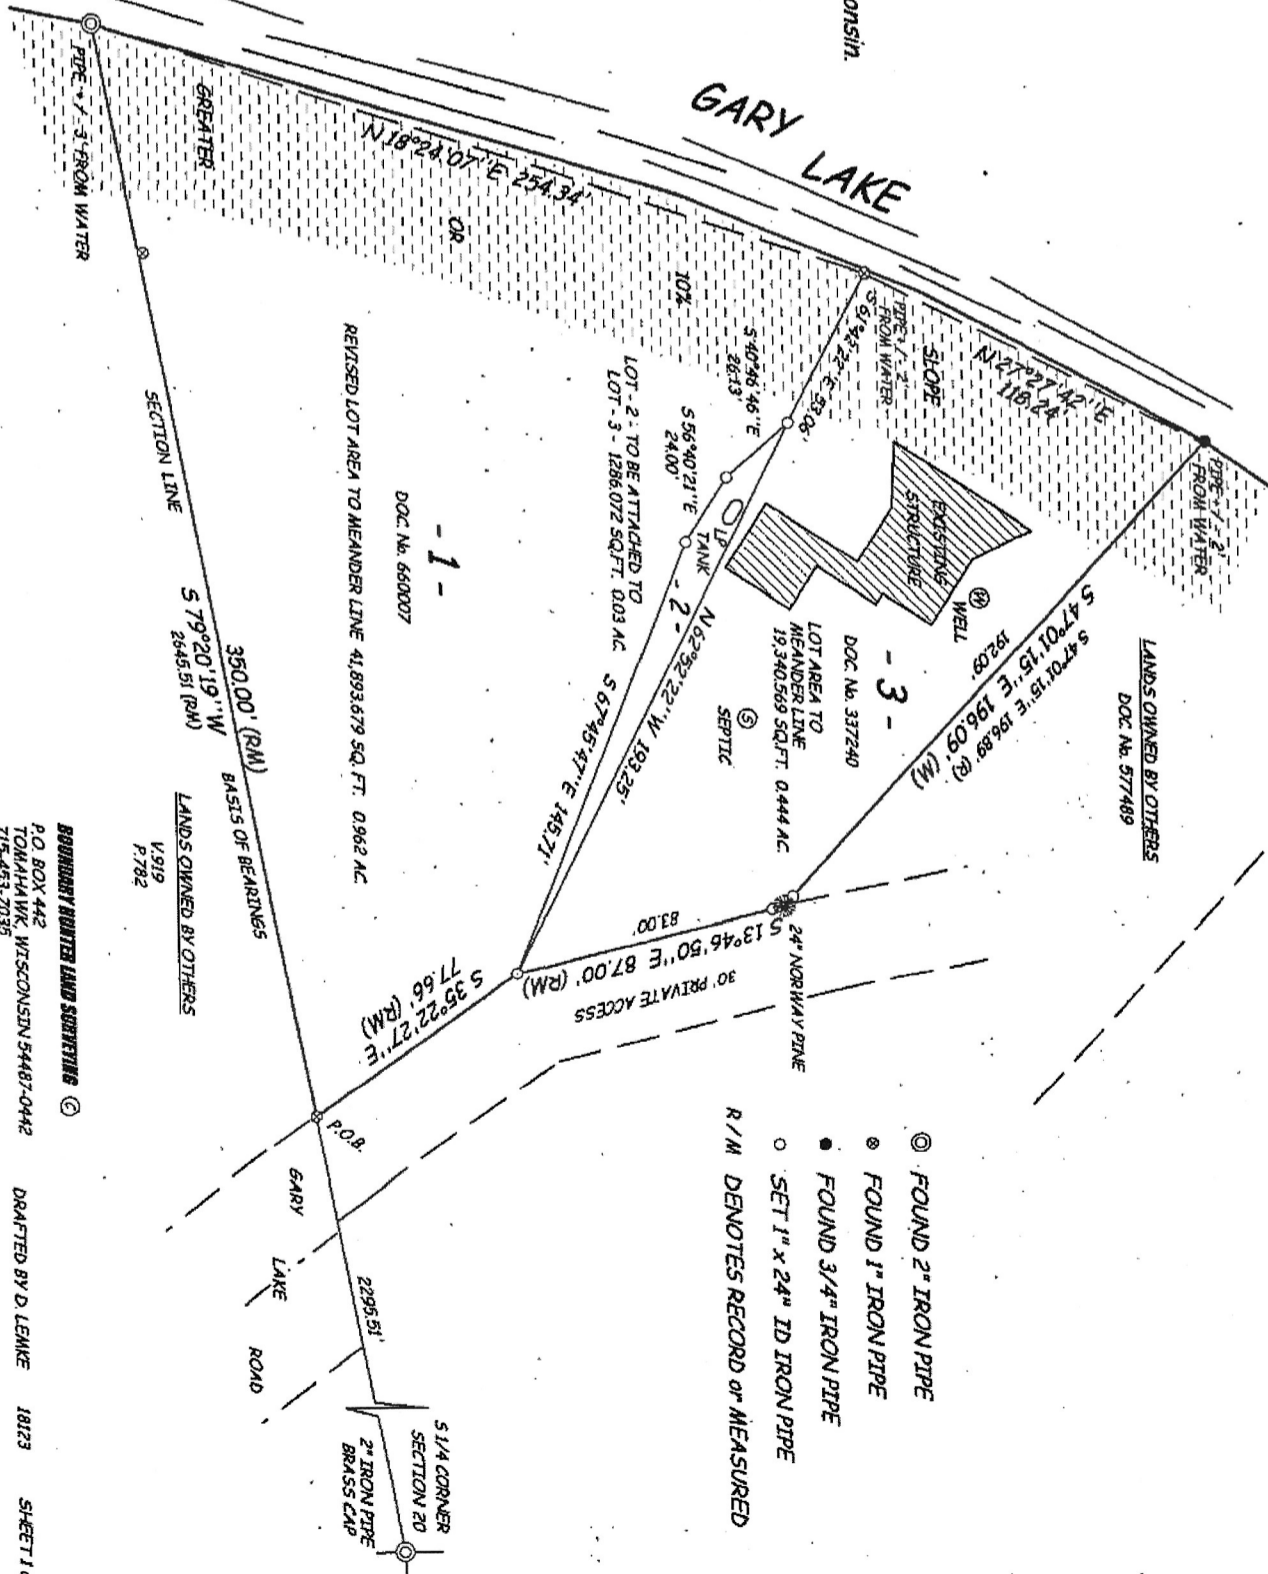 onsin.
GARY
LAKE
N 18°24'07"E 254.34'
N 27°27'42"E
118.24'
PIPE +/- 3' FROM WATER
GREATER
OR
10%
SLOPE
PIPE +/- 2'
FROM WATER
PIPE +/- 2'
FROM WATER
S 61°42'22"E 53.06'
S 40°46'46"E
26.13'
S 56°40'21"E
24.00'
LP
TANK
- 2 -
EXISTING
STRUCTURE
W
WELL
192.09'
S 47°01'15"E 196.09' (M)
S 47°01'15"E 196.89' (R)
LANDS OWNED BY OTHERS
DOC. No. 577489
- 3 -
DOC. No. 337240
LOT AREA TO
MEANDER LINE
19,340.569 SQ.FT. 0.444 AC.
S
SEPTIC
N 62°52'22"W 193.25'
S 67°45'47"E 145.71'
LOT - 2 - TO BE ATTACHED TO
LOT - 3 - 1286.072 SQ.FT. 0.03 AC.
- 1 -
DOC. No. 660007
REVISED LOT AREA TO MEANDER LINE 41,893.679 SQ.FT. 0.962 AC.
24" NORWAY PINE
83.00'
S 13°46'50"E 87.00' (RM)
30' PRIVATE ACCESS
S 35°22'27"E
77.66' (RM)
SECTION LINE
350.00' (RM)
S 79°20'19"W
2645.51 (RM)
BASIS OF BEARINGS
P.O.B.
GARY
LAKE
ROAD
2295.51'
S 1/4 CORNER
SECTION 20
2" IRON PIPE
BRASS CAP
LANDS OWNED BY OTHERS
V.919
P.782
FOUND 2" IRON PIPE
FOUND 1" IRON PIPE
FOUND 3/4" IRON PIPE
SET 1" x 24" ID IRON PIPE
R / M DENOTES RECORD or MEASURED
BOUNDARY HUNTER LAND SURVEYING ©
P.O. BOX 442
TOMAHAWK, WISCONSIN 54487-0442
715-453-7035
DRAFTED BY D. LEMKE
18123
SHEET 1